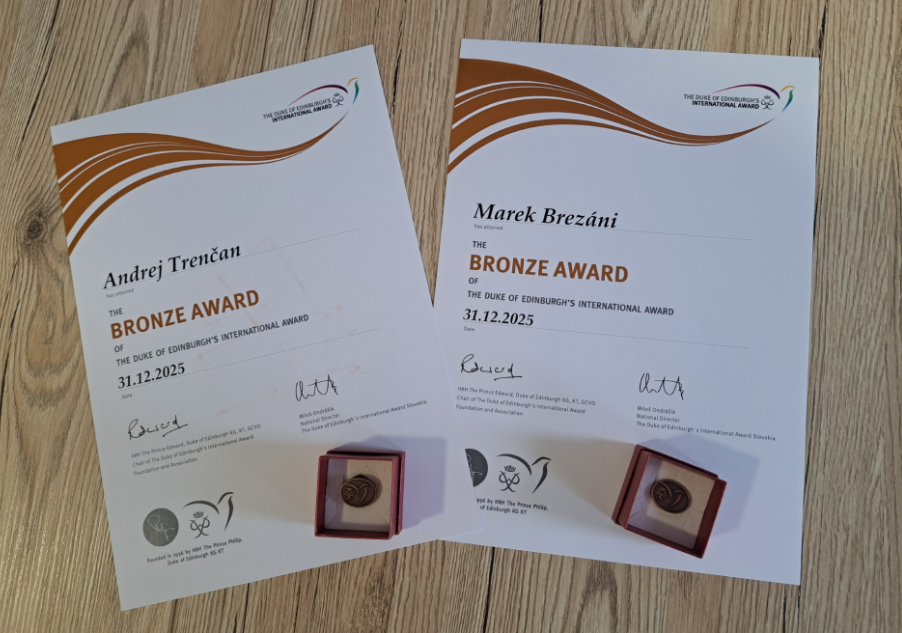 THE DUKE OF EDINBURGH'S
INTERNATIONAL AWARD
Andrej Trenčan
has attained
THE
BRONZE AWARD
OF
THE DUKE OF EDINBURGH'S INTERNATIONAL AWARD
31.12.2025
Date
HRH The Prince Edward, Duke of Edinburgh KG, KT, GCVO
Chair of The Duke of Edinburgh's International Award
Foundation and Association
Miloš Ondrášik
National Director
The Duke of Edinburgh´s International Award Slovakia
Founded in 1956 by HRH The Prince Philip,
Duke of Edinburgh KG KT
THE DUKE OF EDINBURGH'S
INTERNATIONAL AWARD
Marek Brezáni
has attained
THE
BRONZE AWARD
OF
THE DUKE OF EDINBURGH'S INTERNATIONAL AWARD
31.12.2025
Date
HRH The Prince Edward, Duke of Edinburgh KG, KT, GCVO
Chair of The Duke of Edinburgh's International Award
Foundation and Association
Miloš Ondrášik
National Director
The Duke of Edinburgh´s International Award Slovakia
1956 by HRH The Prince Philip,
of Edinburgh KG KT